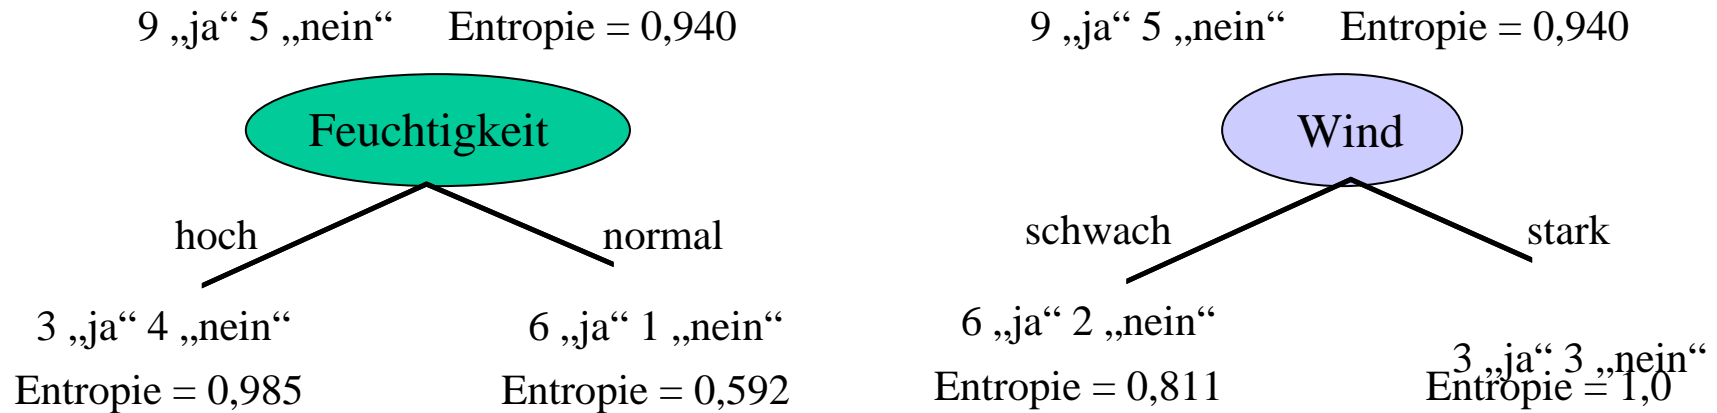 9 „ja“ 5 „nein“ Entropie = 0,940
Feuchtigkeit
hoch
normal
3 „ja“ 4 „nein“
Entropie = 0,985
6 „ja“ 1 „nein“
Entropie = 0,592
9 „ja“ 5 „nein“ Entropie = 0,940
Wind
schwach
stark
6 „ja“ 2 „nein“
Entropie = 0,811
3 „ja“ 3 „nein“
Entropie = 1,0